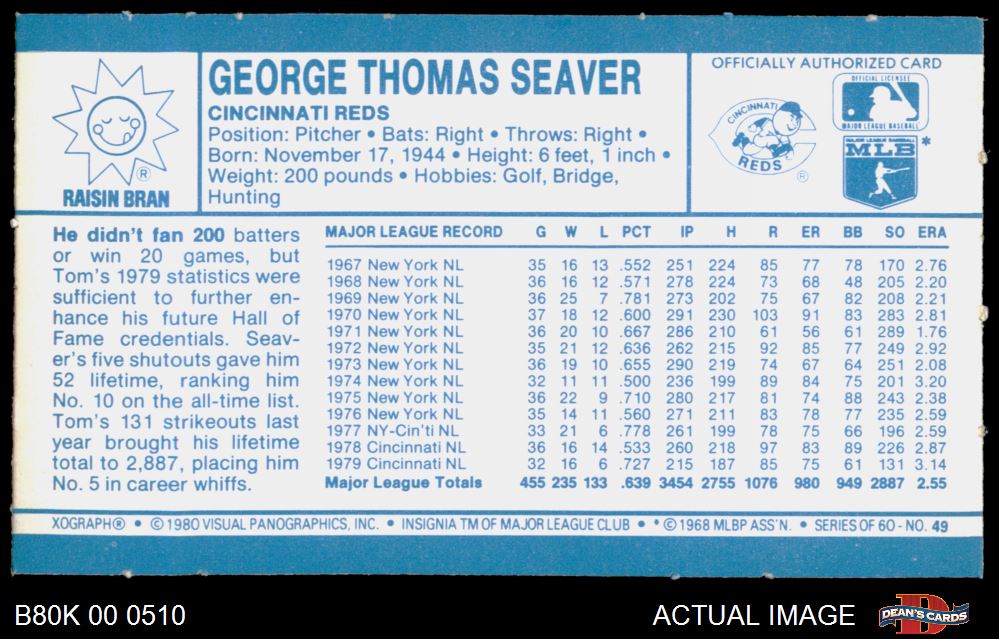 GEORGE THOMAS SEAVER
CINCINNATI REDS
Position: Pitcher • Bats: Right • Throws: Right •
Born: November 17, 1944 • Height: 6 feet, 1 inch •
Weight: 200 pounds • Hobbies: Golf, Bridge,
Hunting
®
RAISIN BRAN
OFFICIALLY AUTHORIZED CARD
CINCINNATI
REDS
®
OFFICIAL LICENSEE
MAJOR LEAGUE BASEBALL
MAJOR LEAGUE BASEBALL
MLB *
He didn't fan 200 batters
or win 20 games, but
Tom's 1979 statistics were
sufficient to further en-
hance his future Hall of
Fame credentials. Seav-
er's five shutouts gave him
52 lifetime, ranking him
No. 10 on the all-time list.
Tom's 131 strikeouts last
year brought his lifetime
total to 2,887, placing him
No. 5 in career whiffs.
MAJOR LEAGUE RECORD G W L PCT IP H R ER BB SO ERA
1967 New York NL 35 16 13 .552 251 224 85 77 78 170 2.76
1968 New York NL 36 16 12 .571 278 224 73 68 48 205 2.20
1969 New York NL 36 25 7 .781 273 202 75 67 82 208 2.21
1970 New York NL 37 18 12 .600 291 230 103 91 83 283 2.81
1971 New York NL 36 20 10 .667 286 210 61 56 61 289 1.76
1972 New York NL 35 21 12 .636 262 215 92 85 77 249 2.92
1973 New York NL 36 19 10 .655 290 219 74 67 64 251 2.08
1974 New York NL 32 11 11 .500 236 199 89 84 75 201 3.20
1975 New York NL 36 22 9 .710 280 217 81 74 88 243 2.38
1976 New York NL 35 14 11 .560 271 211 83 78 77 235 2.59
1977 NY-Cin'ti NL 33 21 6 .778 261 199 78 75 66 196 2.59
1978 Cincinnati NL 36 16 14 .533 260 218 97 83 89 226 2.87
1979 Cincinnati NL 32 16 6 .727 215 187 85 75 61 131 3.14
Major League Totals 455 235 133 .639 3454 2755 1076 980 949 2887 2.55
XOGRAPH® • © 1980 VISUAL PANOGRAPHICS, INC. • INSIGNIA TM OF MAJOR LEAGUE CLUB • * © 1968 MLBP ASS'N. • SERIES OF 60 - NO. 49
B80K 00 0510
ACTUAL IMAGE
DEAN'S CARDS